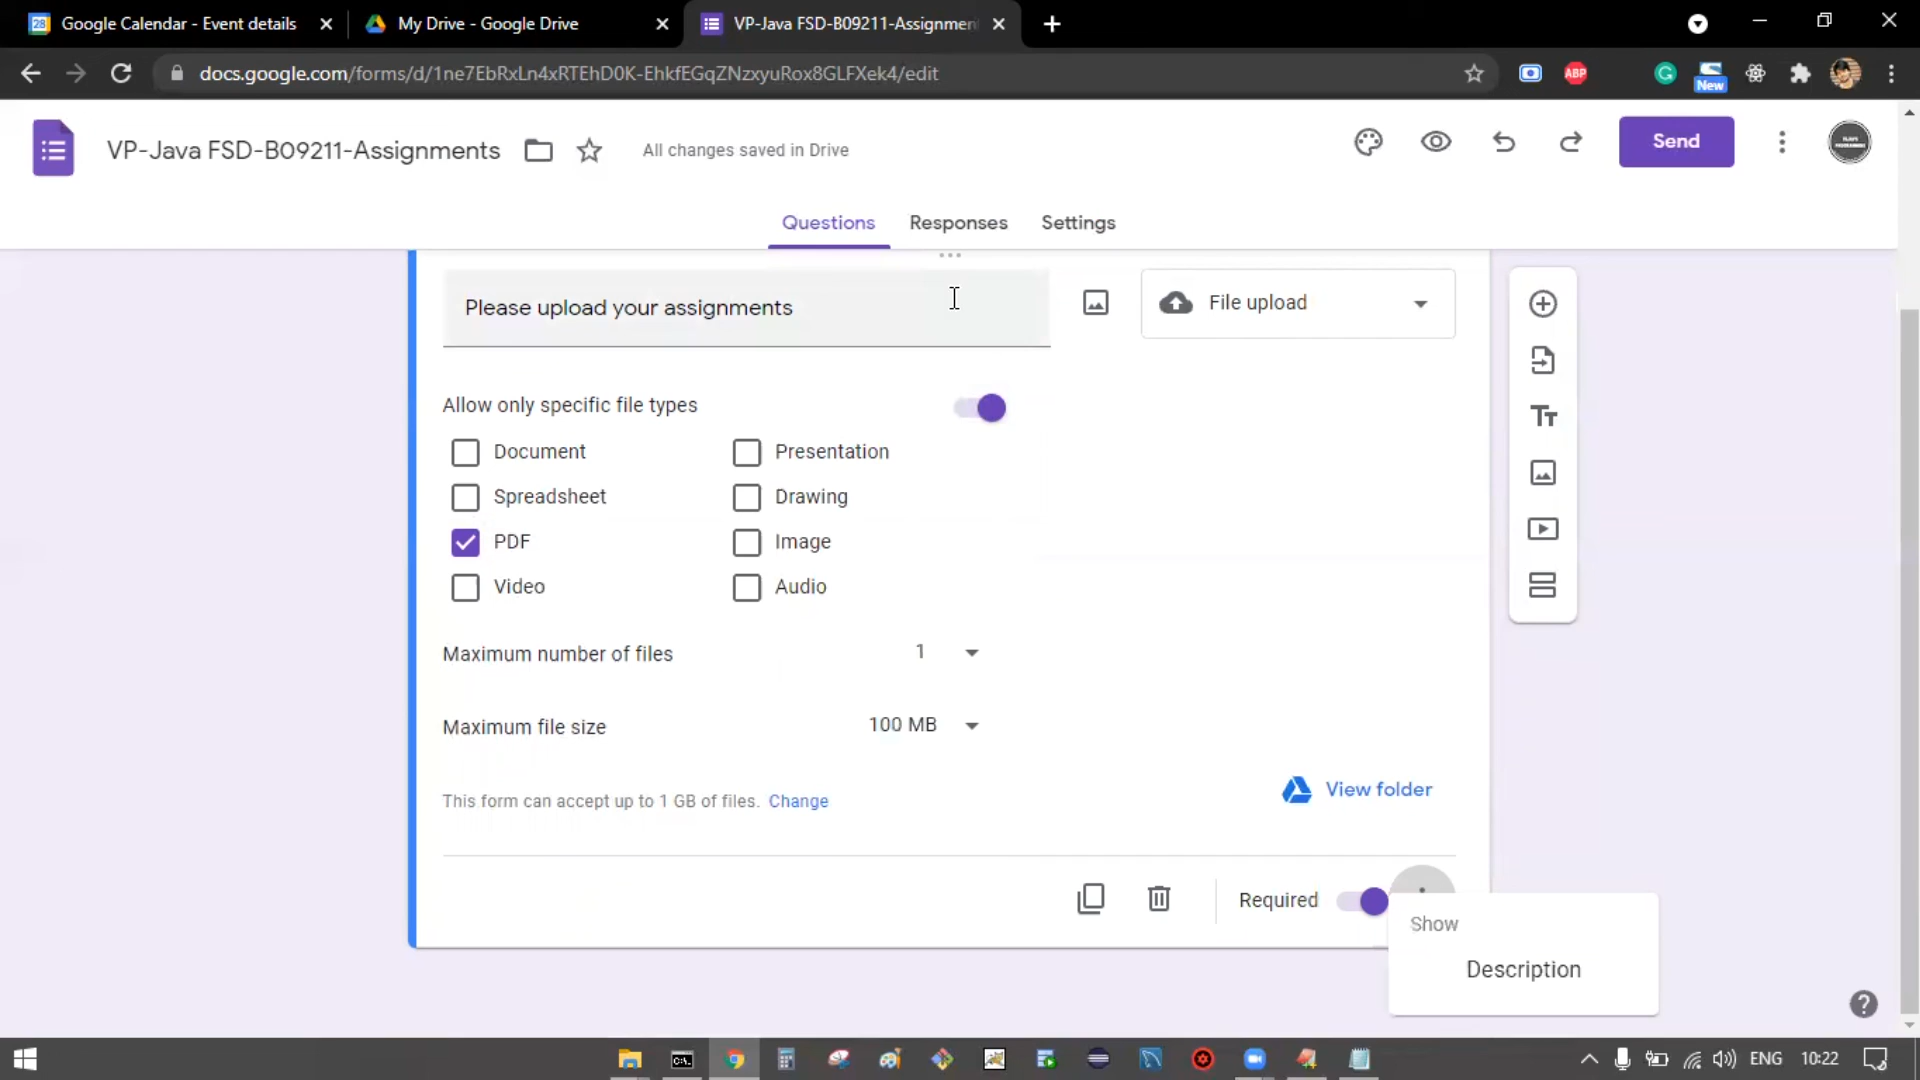 Google Calendar - Event details
My Drive - Google Drive
VP-Java FSD-B09211-Assignmen
docs.google.com/forms/d/1ne7EbRxLn4xRTEhD0K-EhkfEGqZNzxyuRox8GLFXek4/edit
ABP
New
VP-Java FSD-B09211-Assignments
All changes saved in Drive
Send
Questions
Responses
Settings
Please upload your assignments
File upload
Allow only specific file types
Document
Presentation
Spreadsheet
Drawing
PDF
Image
Video
Audio
Maximum number of files
1
Maximum file size
100 MB
This form can accept up to 1 GB of files. Change
View folder
Required
Show
Description
ENG
10:22